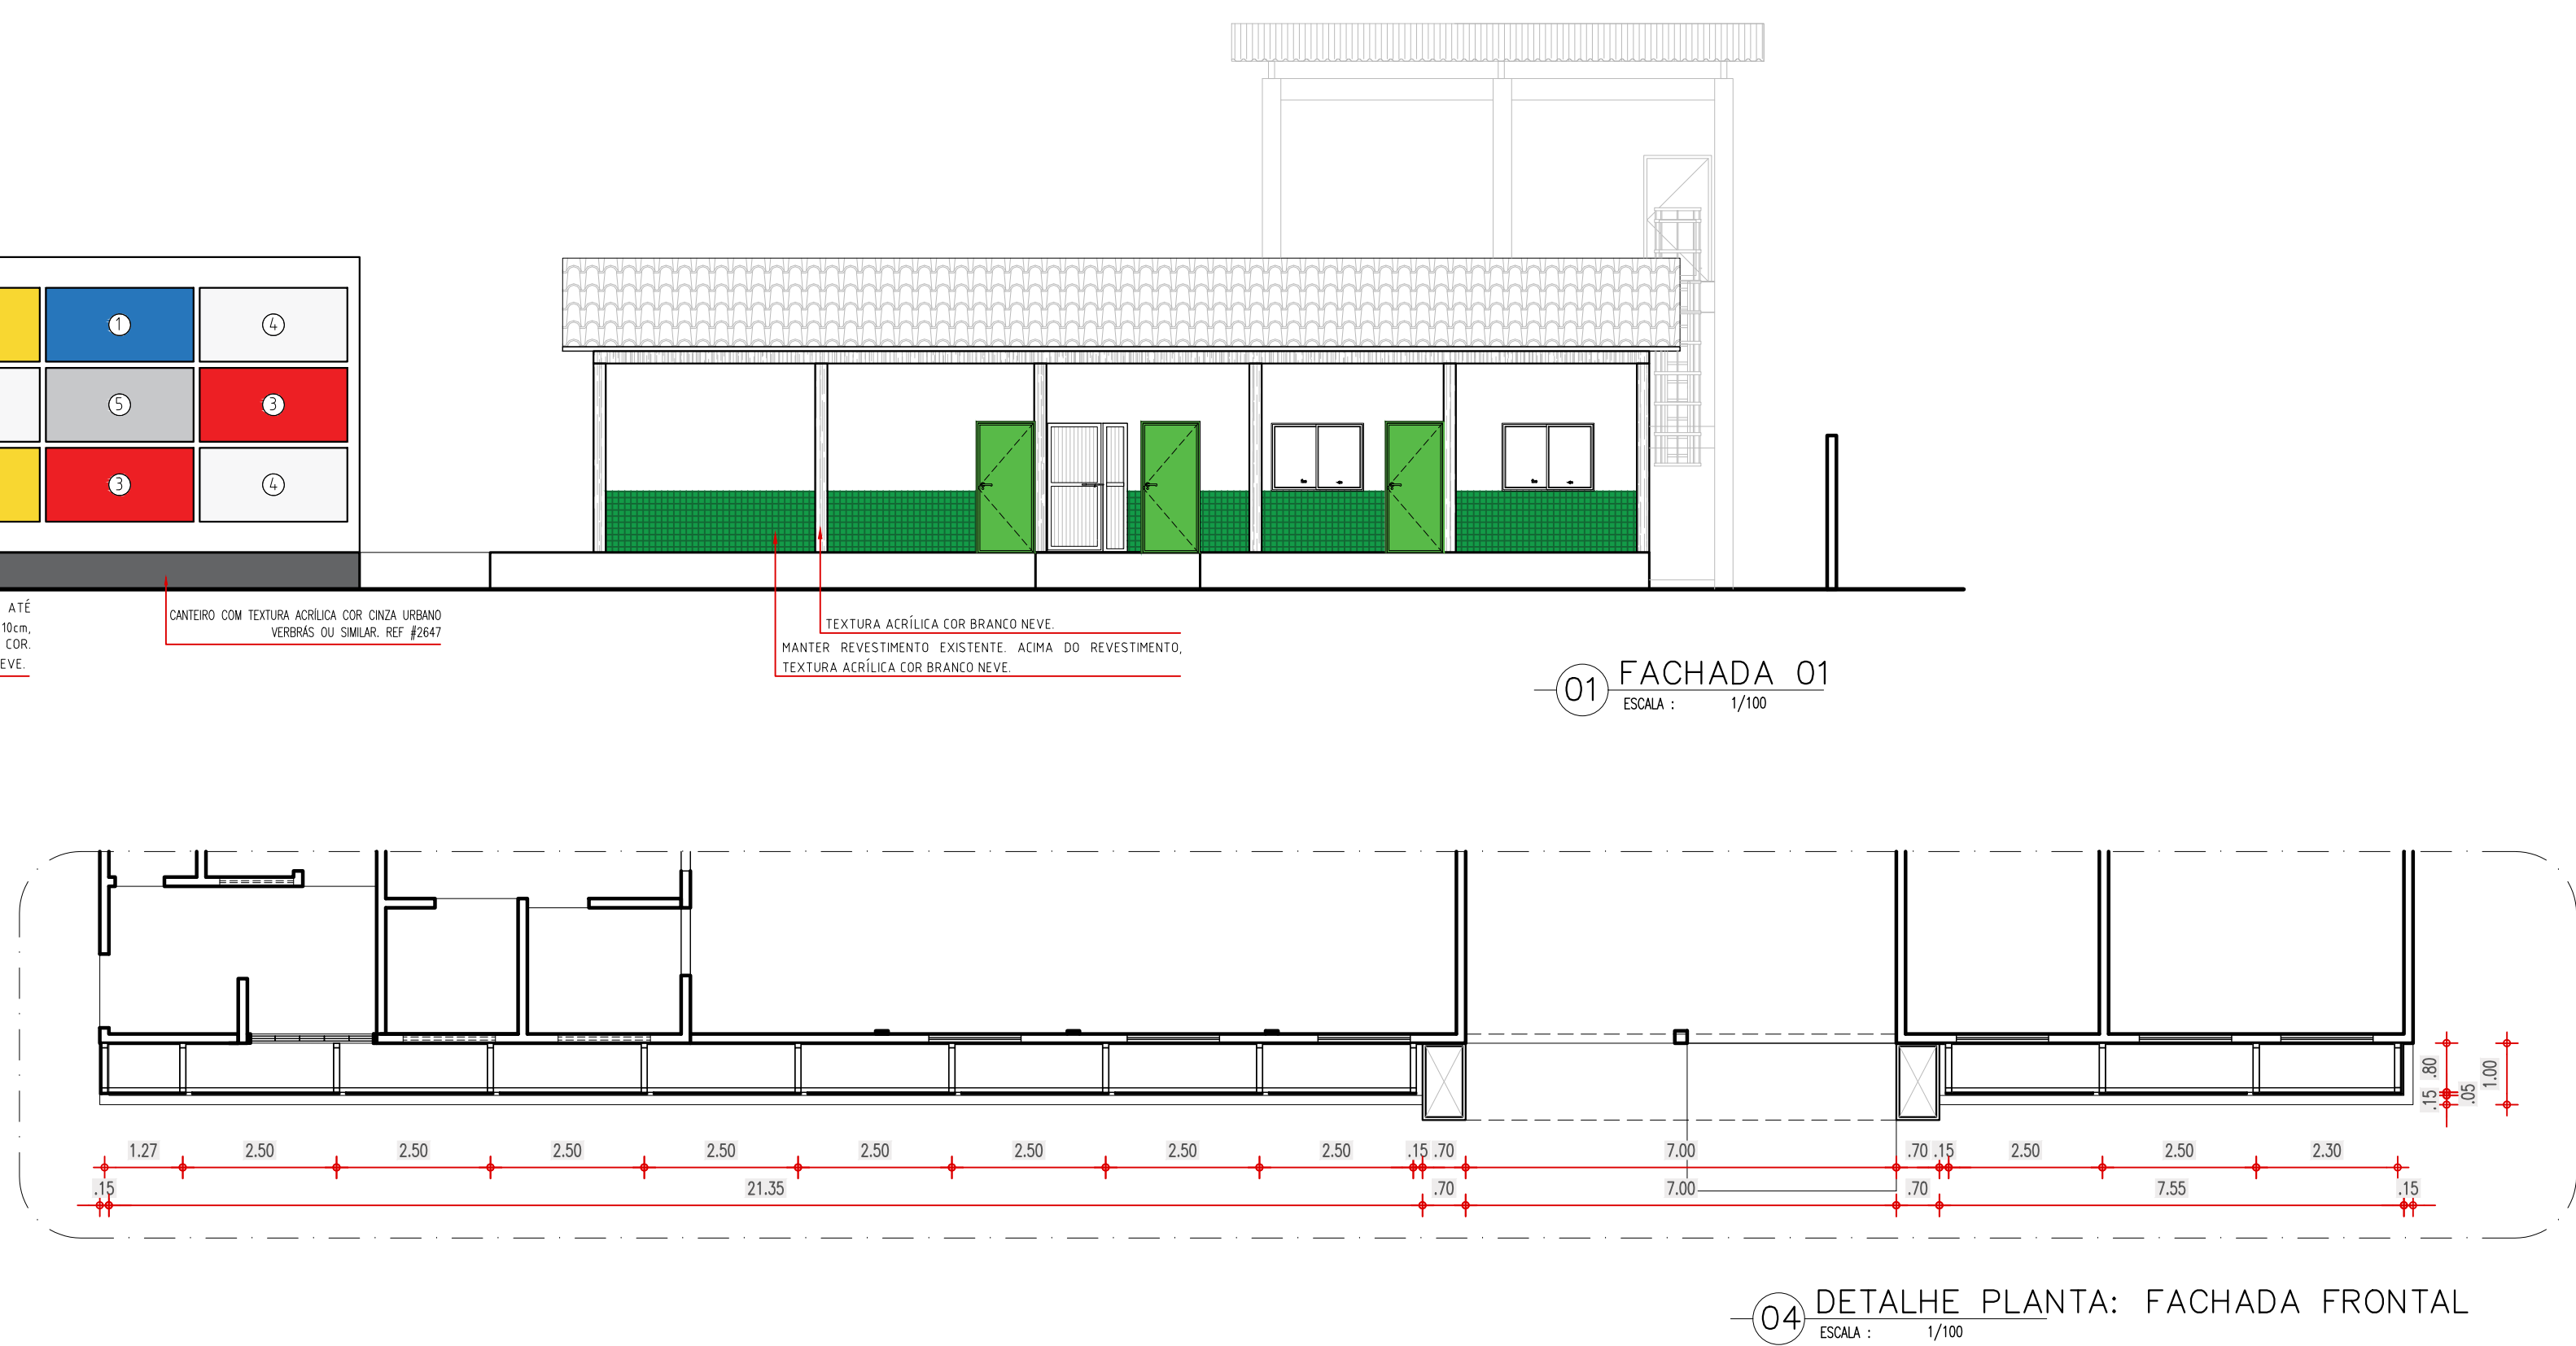 1
4
5
3
3
4
ATÉ
10cm,
COR.
EVE.
CANTEIRO COM TEXTURA ACRÍLICA COR CINZA URBANO
VERBRÁS OU SIMILAR. REF #2647
TEXTURA ACRÍLICA COR BRANCO NEVE.
MANTER REVESTIMENTO EXISTENTE. ACIMA DO REVESTIMENTO,
TEXTURA ACRÍLICA COR BRANCO NEVE.
01 FACHADA 01
ESCALA : 1/100
.80
.15
.05
1.00
1.27 2.50 2.50 2.50 2.50 2.50 2.50 2.50 2.50 .15 .70 7.00 .70 .15 2.50 2.50 2.30
.15 21.35 .70 7.00 .70 7.55 .15
04 DETALHE PLANTA: FACHADA FRONTAL
ESCALA : 1/100